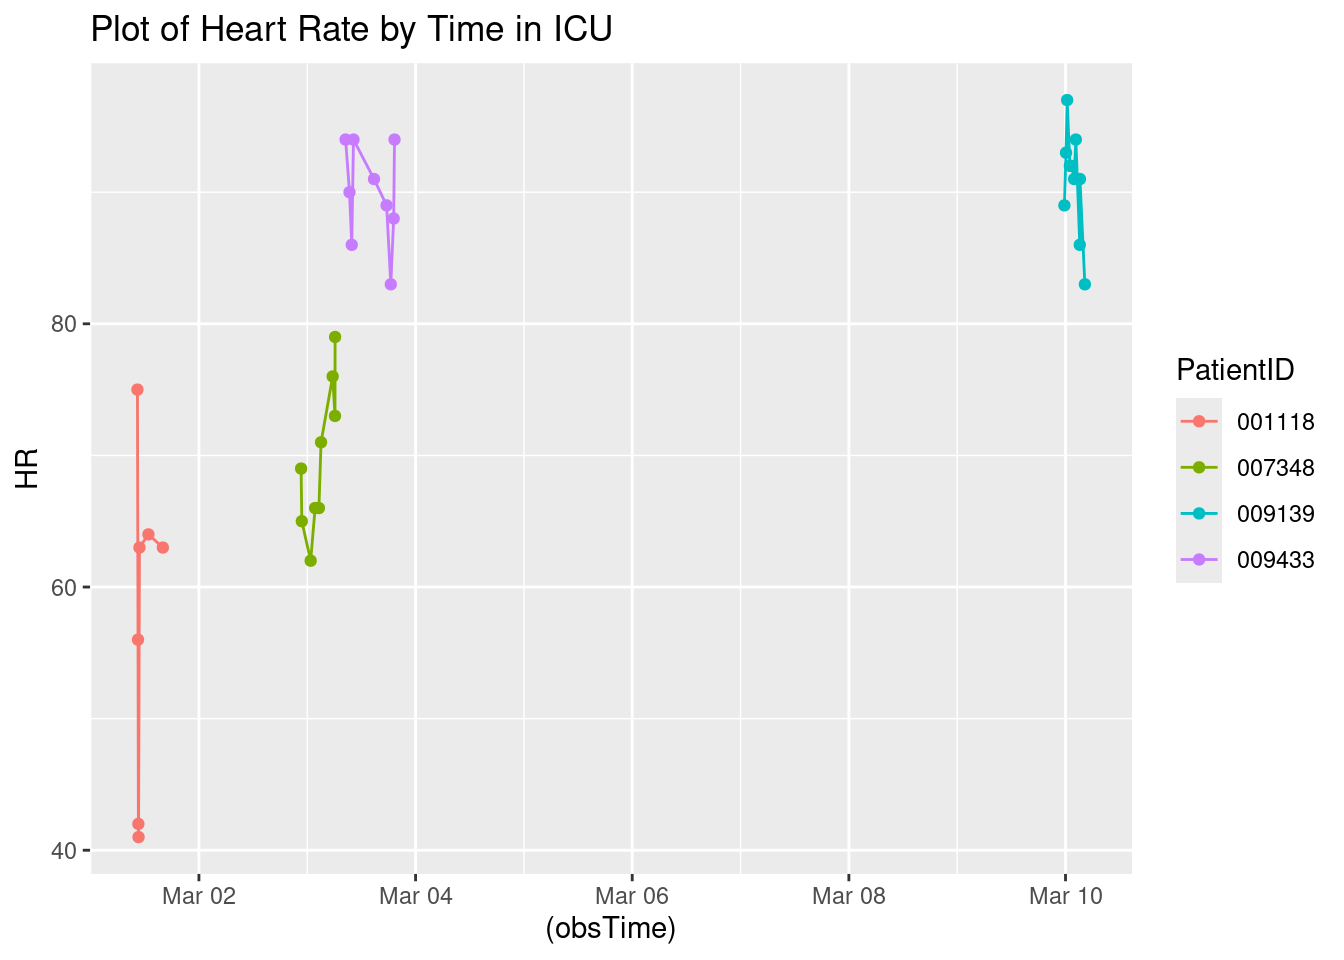 Plot of Heart Rate by Time in ICU
HR
80
60
40
Mar 02
Mar 04
Mar 06
Mar 08
Mar 10
(obsTime)
PatientID
001118
007348
009139
009433